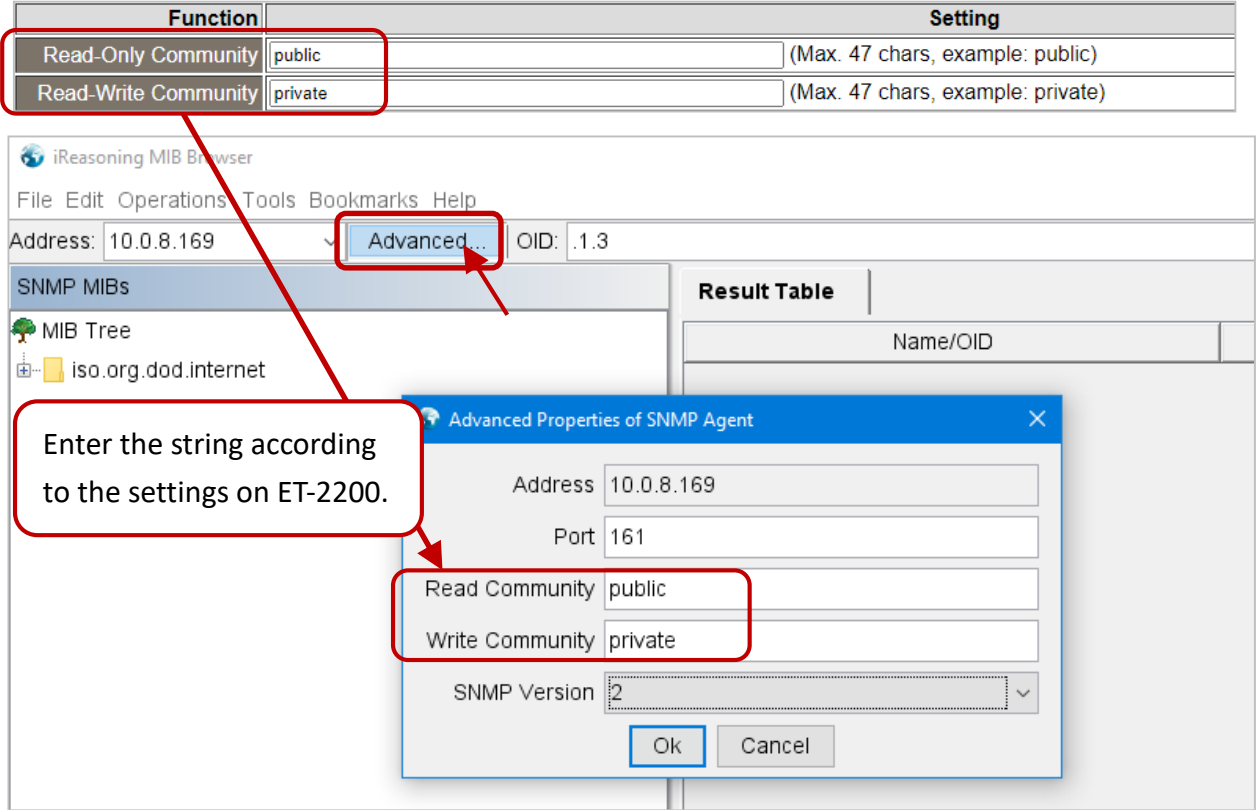 Function Setting
Read-Only Community public (Max. 47 chars, example: public)
Read-Write Community private (Max. 47 chars, example: private)
iReasoning MIB Browser
File Edit Operations Tools Bookmarks Help
Address: 10.0.8.169 Advanced... OID: .1.3
SNMP MIBs
Result Table
MIB Tree
Name/OID
iso.org.dod.internet
Enter the string according
to the settings on ET-2200.
Advanced Properties of SNMP Agent
Address 10.0.8.169
Port 161
Read Community public
Write Community private
SNMP Version 2
Ok Cancel